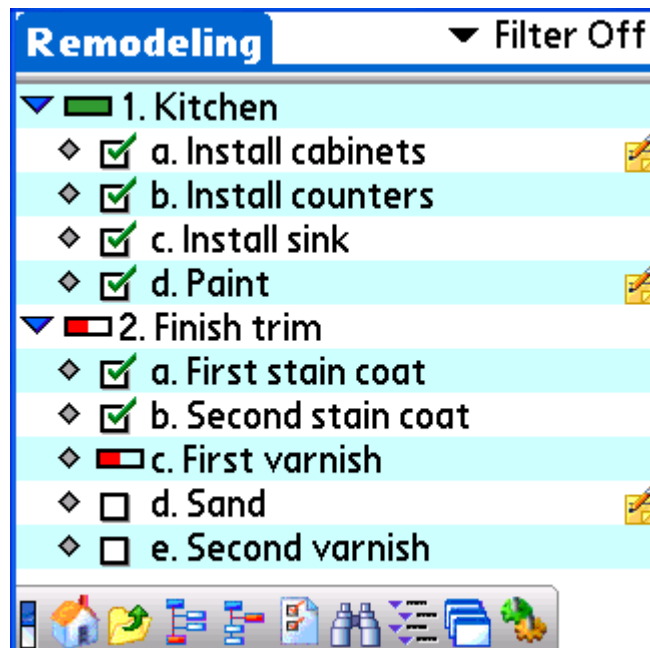 Remodeling Filter Off
1. Kitchen
a. Install cabinets
b. Install counters
c. Install sink
d. Paint
2. Finish trim
a. First stain coat
b. Second stain coat
c. First varnish
d. Sand
e. Second varnish